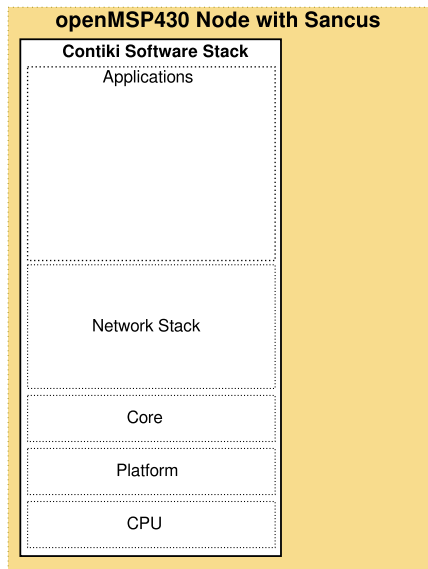 openMSP430 Node with Sancus
Contiki Software Stack
Applications
Network Stack
Core
Platform
CPU